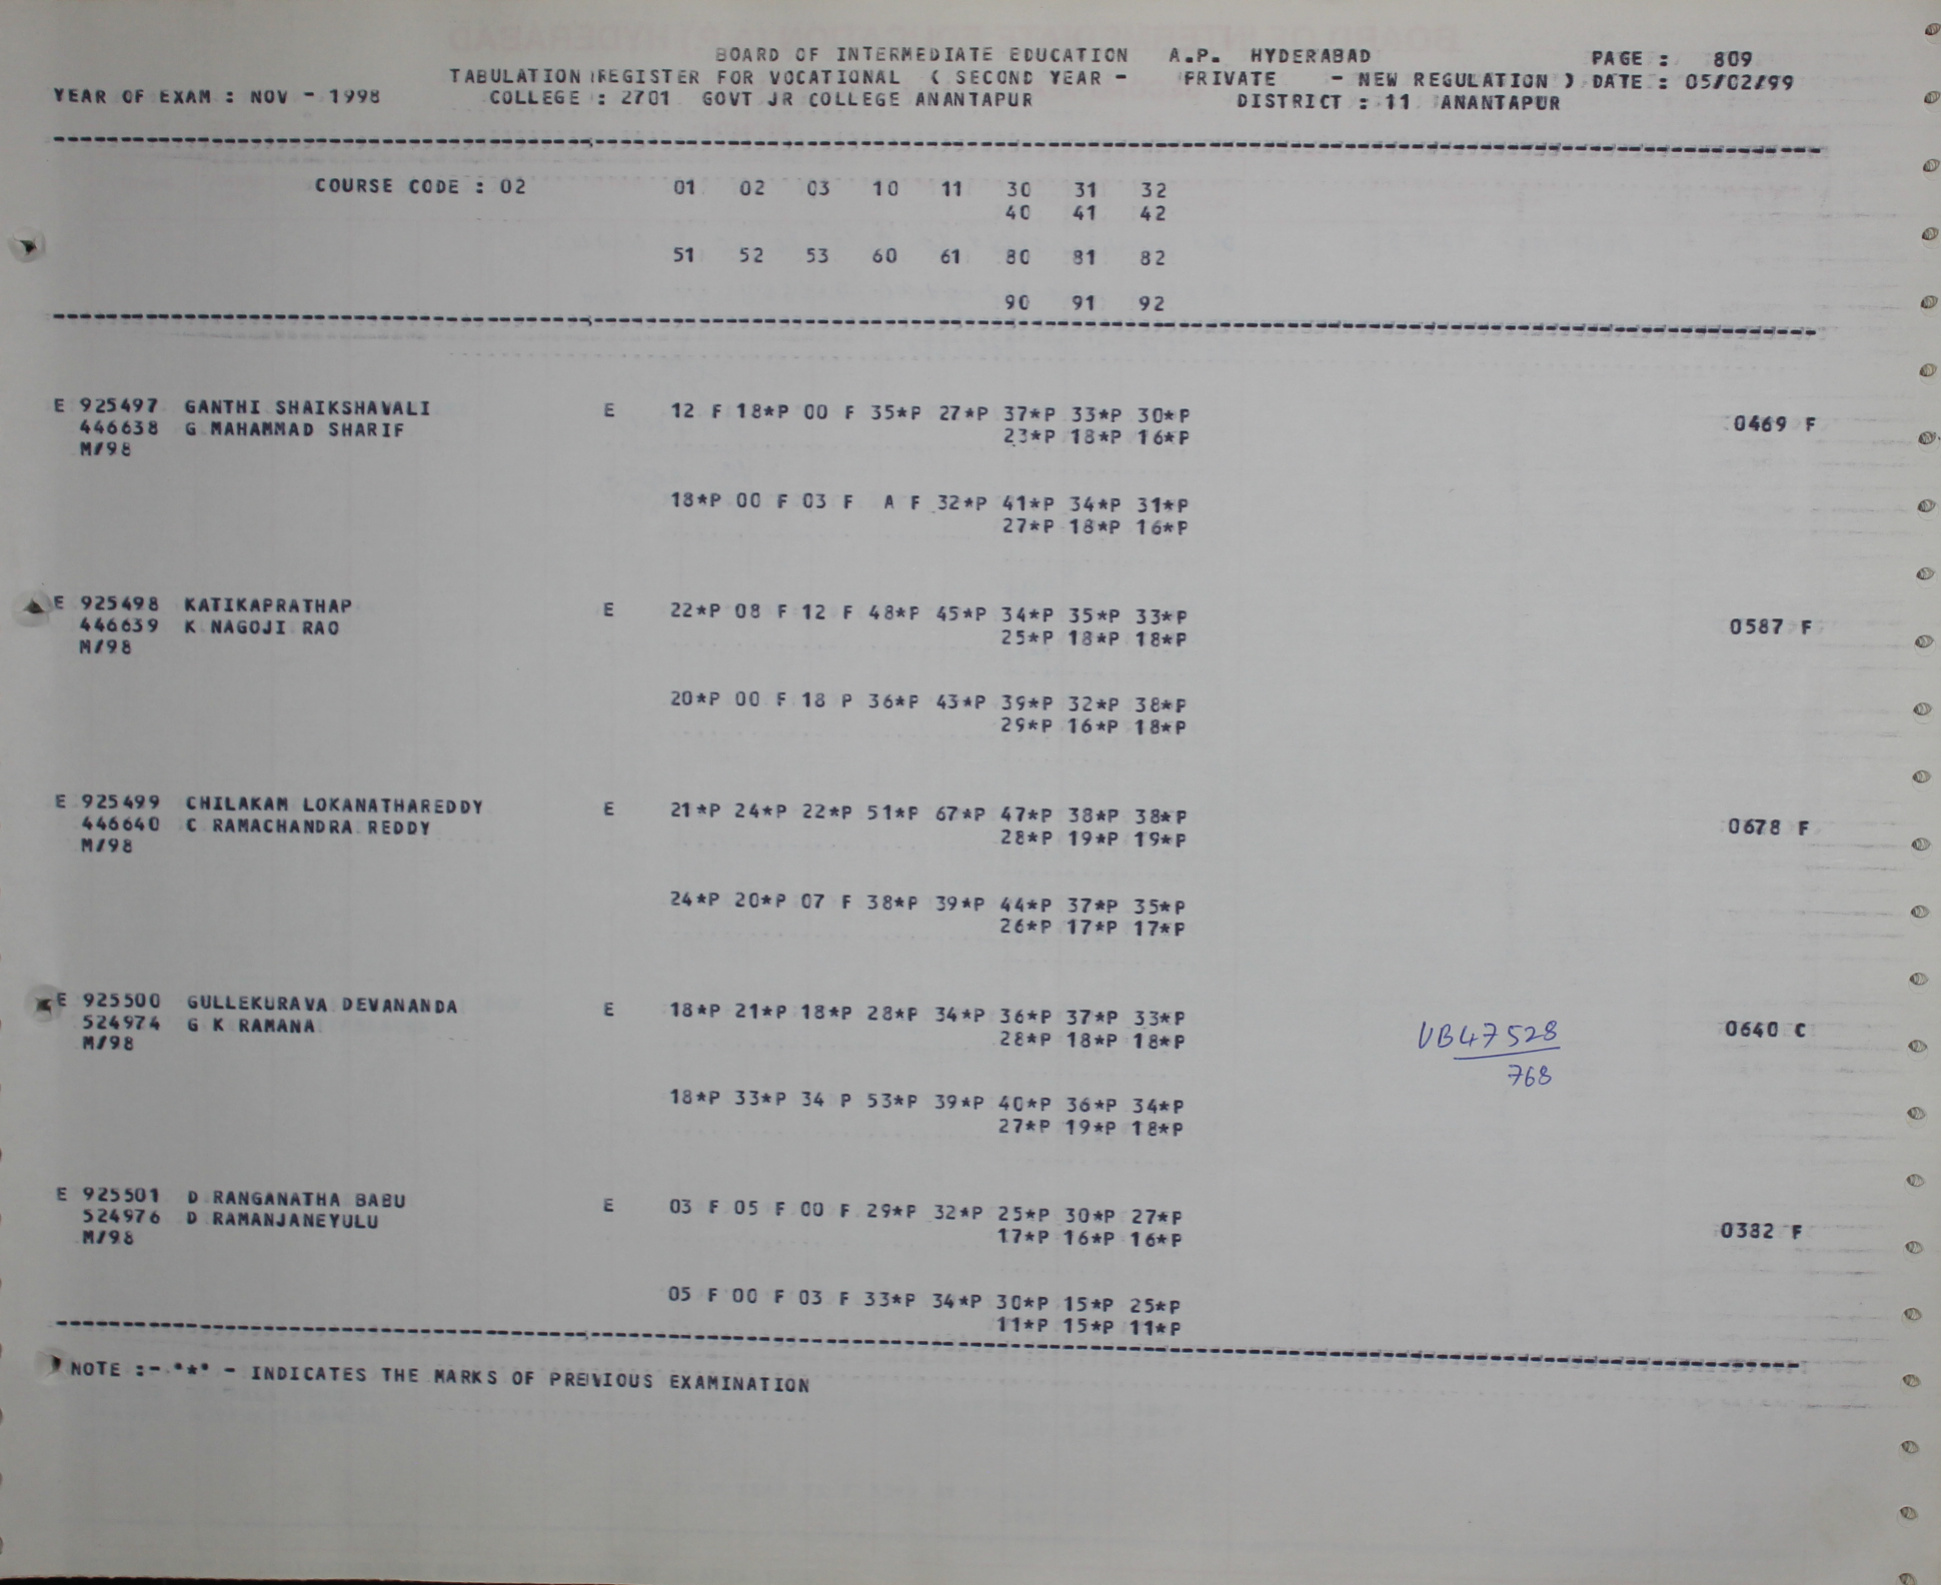 BOARD OF INTERMEDIATE EDUCATION A.P. HYDERABAD PAGE : 809
TABULATION REGISTER FOR VOCATIONAL ( SECOND YEAR - PRIVATE - NEW REGULATION ) DATE : 05/02/99
YEAR OF EXAM : NOV - 1998 COLLEGE : 2701 GOVT JR COLLEGE ANANTAPUR DISTRICT : 11 ANANTAPUR
COURSE CODE : 02 01 02 03 10 11 30 31 32
40 41 42
51 52 53 60 61 80 81 82
90 91 92
E 925497 GANTHI SHAIKSHAVALI E 12 F 18*P 00 F 35*P 27*P 37*P 33*P 30*P
446638 G MAHAMMAD SHARIF 23*P 18*P 16*P 0469 F
M/98
18*P 00 F 03 F A F 32*P 41*P 34*P 31*P
27*P 18*P 16*P
E 925498 KATIKAPRATHAP E 22*P 08 F 12 F 48*P 45*P 34*P 35*P 33*P
446639 K NAGOJI RAO 25*P 18*P 18*P 0587 F
M/98
20*P 00 F 18 P 36*P 43*P 39*P 32*P 38*P
29*P 16*P 18*P
E 925499 CHILAKAM LOKANATHAREDDY E 21*P 24*P 22*P 51*P 67*P 47*P 38*P 38*P
446640 C RAMACHANDRA REDDY 28*P 19*P 19*P 0678 F
M/98
24*P 20*P 07 F 38*P 39*P 44*P 37*P 35*P
26*P 17*P 17*P
E 925500 GULLEKURAVA DEVANANDA E 18*P 21*P 18*P 28*P 34*P 36*P 37*P 33*P
524974 G K RAMANA 28*P 18*P 18*P VB47528 0640 C
M/98 768
18*P 33*P 34 P 53*P 39*P 40*P 36*P 34*P
27*P 19*P 18*P
E 925501 D RANGANATHA BABU E 03 F 05 F 00 F 29*P 32*P 25*P 30*P 27*P
524976 D RAMANJANEYULU 17*P 16*P 16*P 0382 F
M/98
05 F 00 F 03 F 33*P 34*P 30*P 15*P 25*P
11*P 15*P 11*P
NOTE :- "*" - INDICATES THE MARKS OF PREVIOUS EXAMINATION